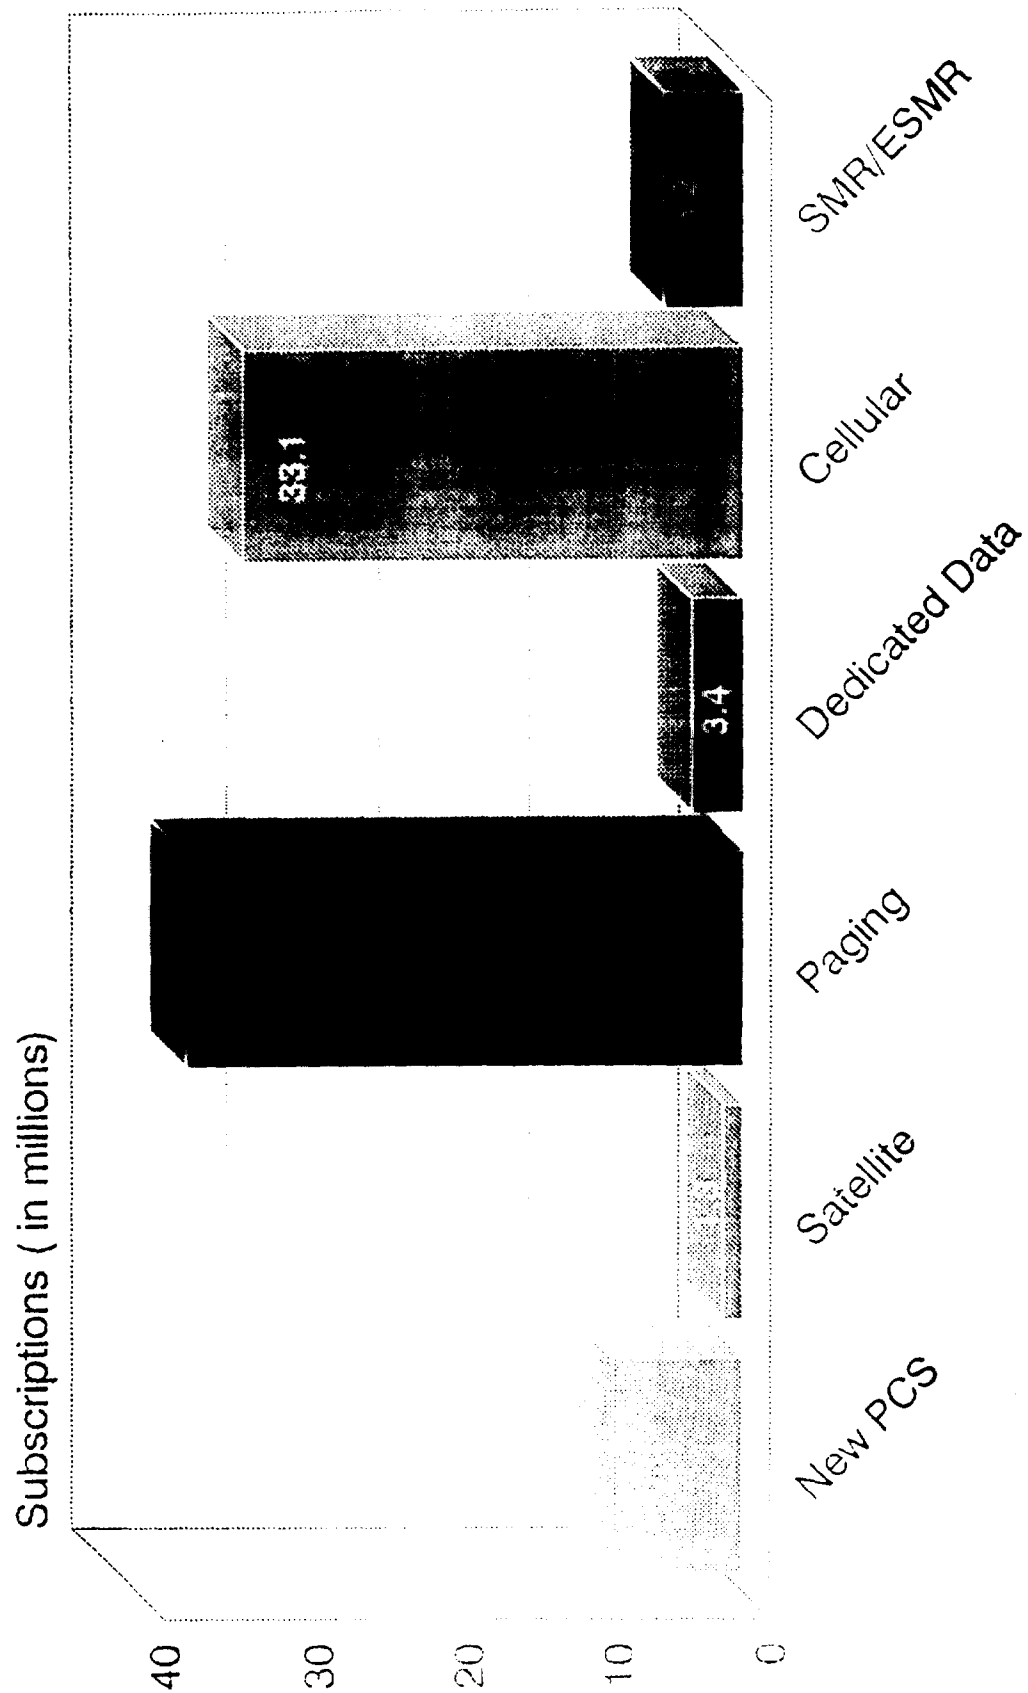 Subscriptions ( in millions)
40
30
20
10
0
33.1
3.4
New PCS
Satellite
Paging
Dedicated Data
Cellular
SMR/ESMR